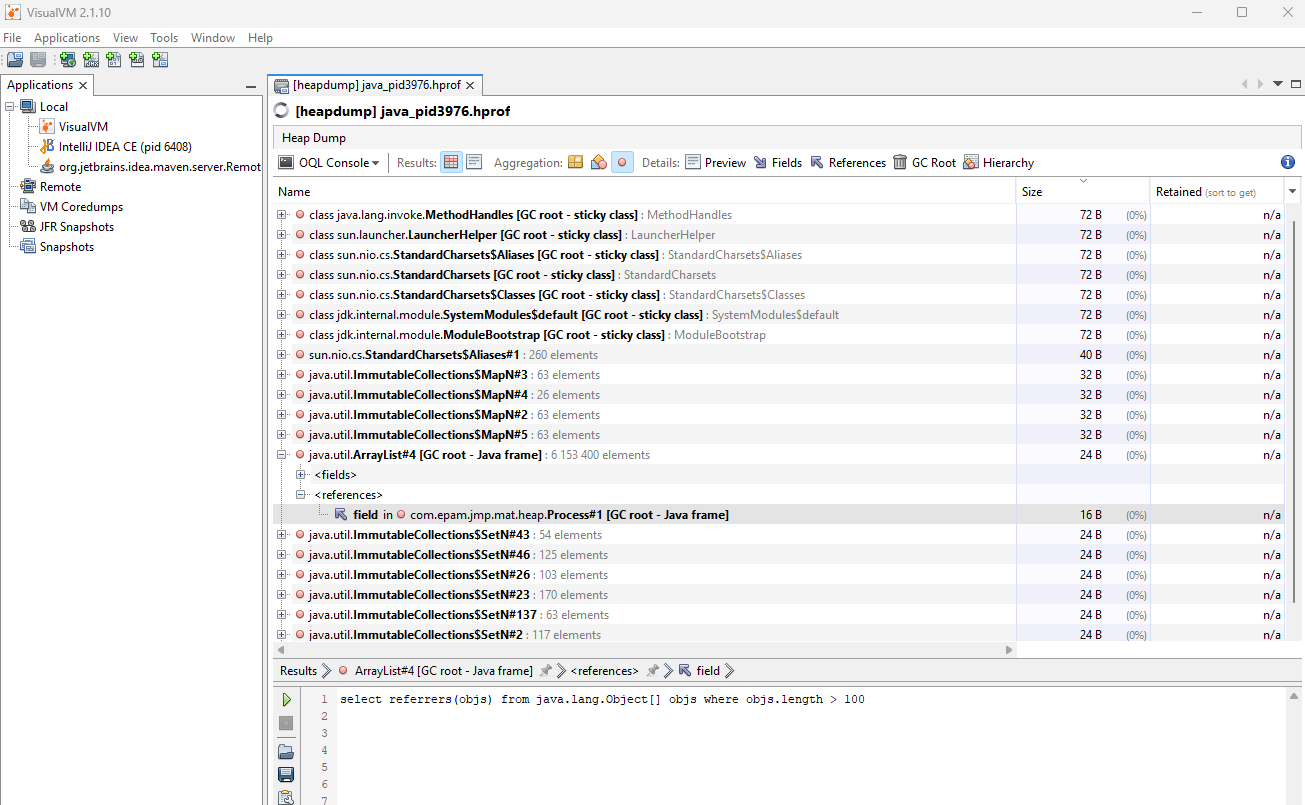 VisualVM 2.1.10
File Applications View Tools Window Help
Applications
[heapdump] java_pid3976.hprof
Local
VisualVM
IntelliJ IDEA CE (pid 6408)
org.jetbrains.idea.maven.server.Remot
Remote
VM Coredumps
JFR Snapshots
Snapshots
[heapdump] java_pid3976.hprof
Heap Dump
OQL Console Results: Aggregation: Details: Preview Fields References GC Root Hierarchy
Name Size Retained (sort to get)
class java.lang.invoke.MethodHandles [GC root - sticky class] : MethodHandles 72 B (0%) n/a
class sun.launcher.LauncherHelper [GC root - sticky class] : LauncherHelper 72 B (0%) n/a
class sun.nio.cs.StandardCharsets$Aliases [GC root - sticky class] : StandardCharsets$Aliases 72 B (0%) n/a
class sun.nio.cs.StandardCharsets [GC root - sticky class] : StandardCharsets 72 B (0%) n/a
class sun.nio.cs.StandardCharsets$Classes [GC root - sticky class] : StandardCharsets$Classes 72 B (0%) n/a
class jdk.internal.module.SystemModules$default [GC root - sticky class] : SystemModules$default 72 B (0%) n/a
class jdk.internal.module.ModuleBootstrap [GC root - sticky class] : ModuleBootstrap 72 B (0%) n/a
sun.nio.cs.StandardCharsets$Aliases#1 : 260 elements 40 B (0%) n/a
java.util.ImmutableCollections$MapN#3 : 63 elements 32 B (0%) n/a
java.util.ImmutableCollections$MapN#4 : 26 elements 32 B (0%) n/a
java.util.ImmutableCollections$MapN#2 : 63 elements 32 B (0%) n/a
java.util.ImmutableCollections$MapN#5 : 63 elements 32 B (0%) n/a
java.util.ArrayList#4 [GC root - Java frame] : 6 153 400 elements 24 B (0%) n/a
<fields>
<references>
field in com.epam.jmp.mat.heap.Process#1 [GC root - Java frame] 16 B (0%) n/a
java.util.ImmutableCollections$SetN#43 : 54 elements 24 B (0%) n/a
java.util.ImmutableCollections$SetN#46 : 125 elements 24 B (0%) n/a
java.util.ImmutableCollections$SetN#26 : 103 elements 24 B (0%) n/a
java.util.ImmutableCollections$SetN#23 : 170 elements 24 B (0%) n/a
java.util.ImmutableCollections$SetN#137 : 63 elements 24 B (0%) n/a
java.util.ImmutableCollections$SetN#2 : 117 elements 24 B (0%) n/a
Results ArrayList#4 [GC root - Java frame] <references> field
1 select referrers(objs) from java.lang.Object[] objs where objs.length > 100
2
3
4
5
6
7